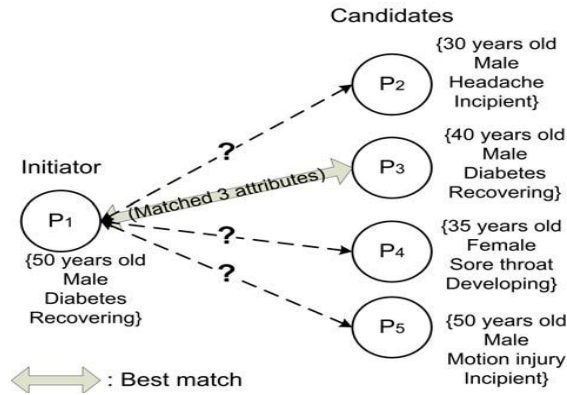 Candidates
{30 years old
Male
Headache
Incipient}
P2
?
{40 years old
Male
Diabetes
Recovering}
P3
Initiator
(Matched 3 attributes)
P1
?
{35 years old
Female
Sore throat
Developing}
P4
{50 years old
Male
Diabetes
Recovering}
?
{50 years old
Male
Motion injury
Incipient}
P5
: Best match